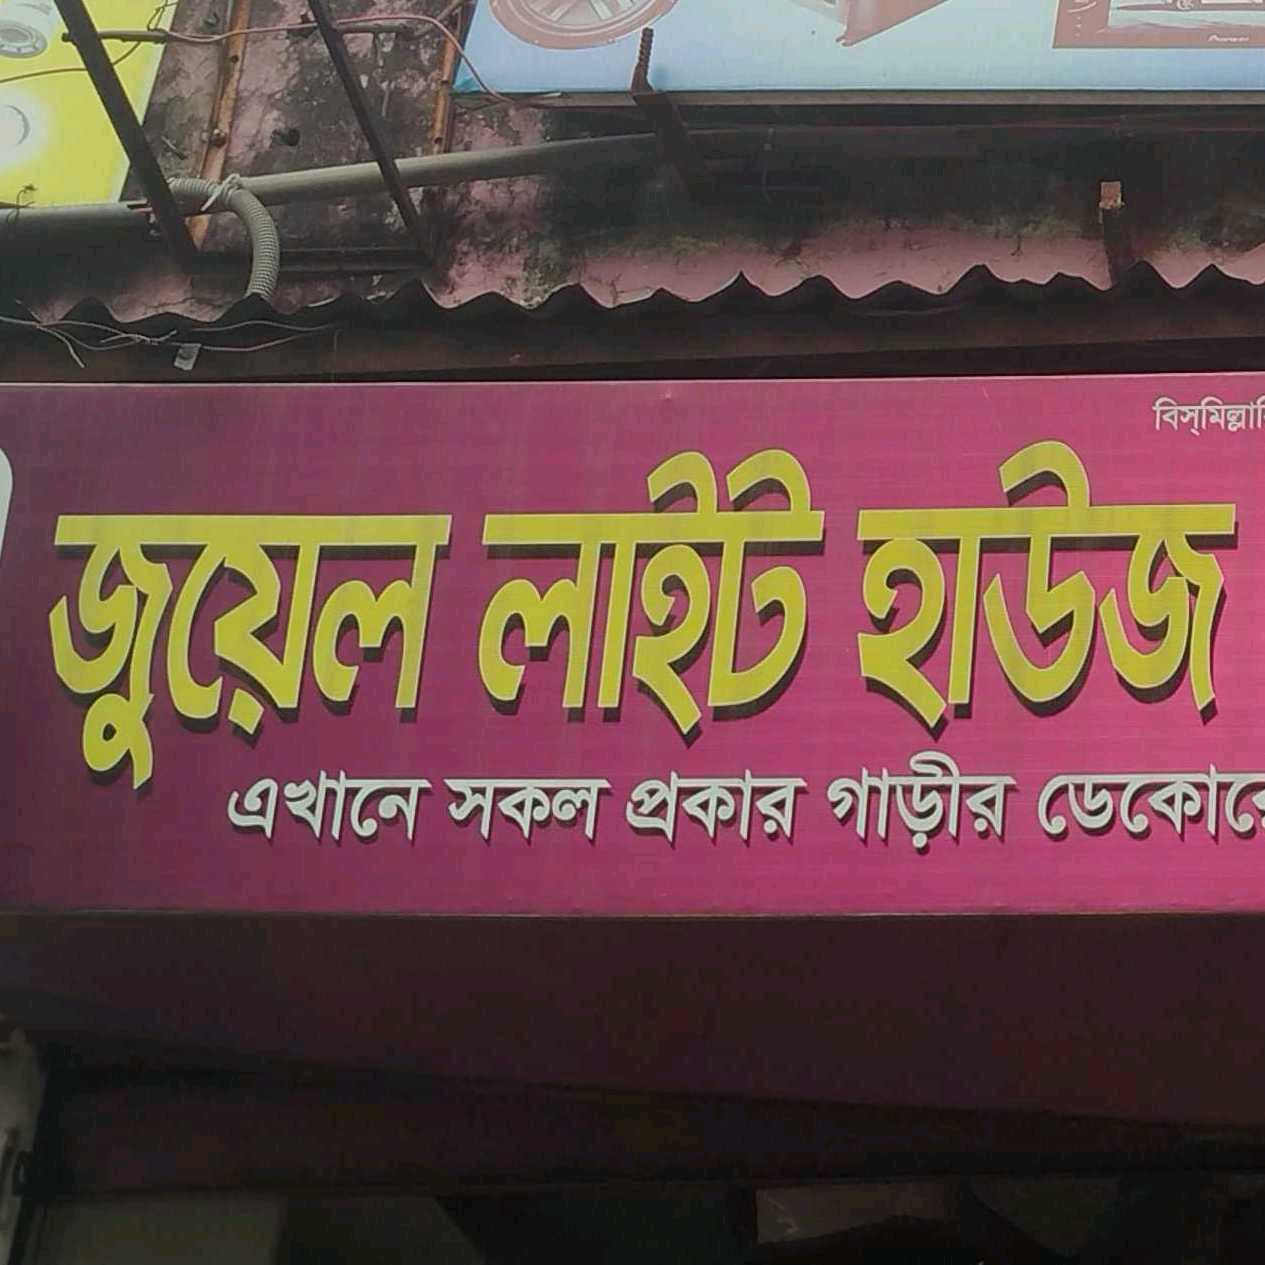 জুয়েল লাইট হাউজ
এখানে সকল প্রকার গাড়ীর